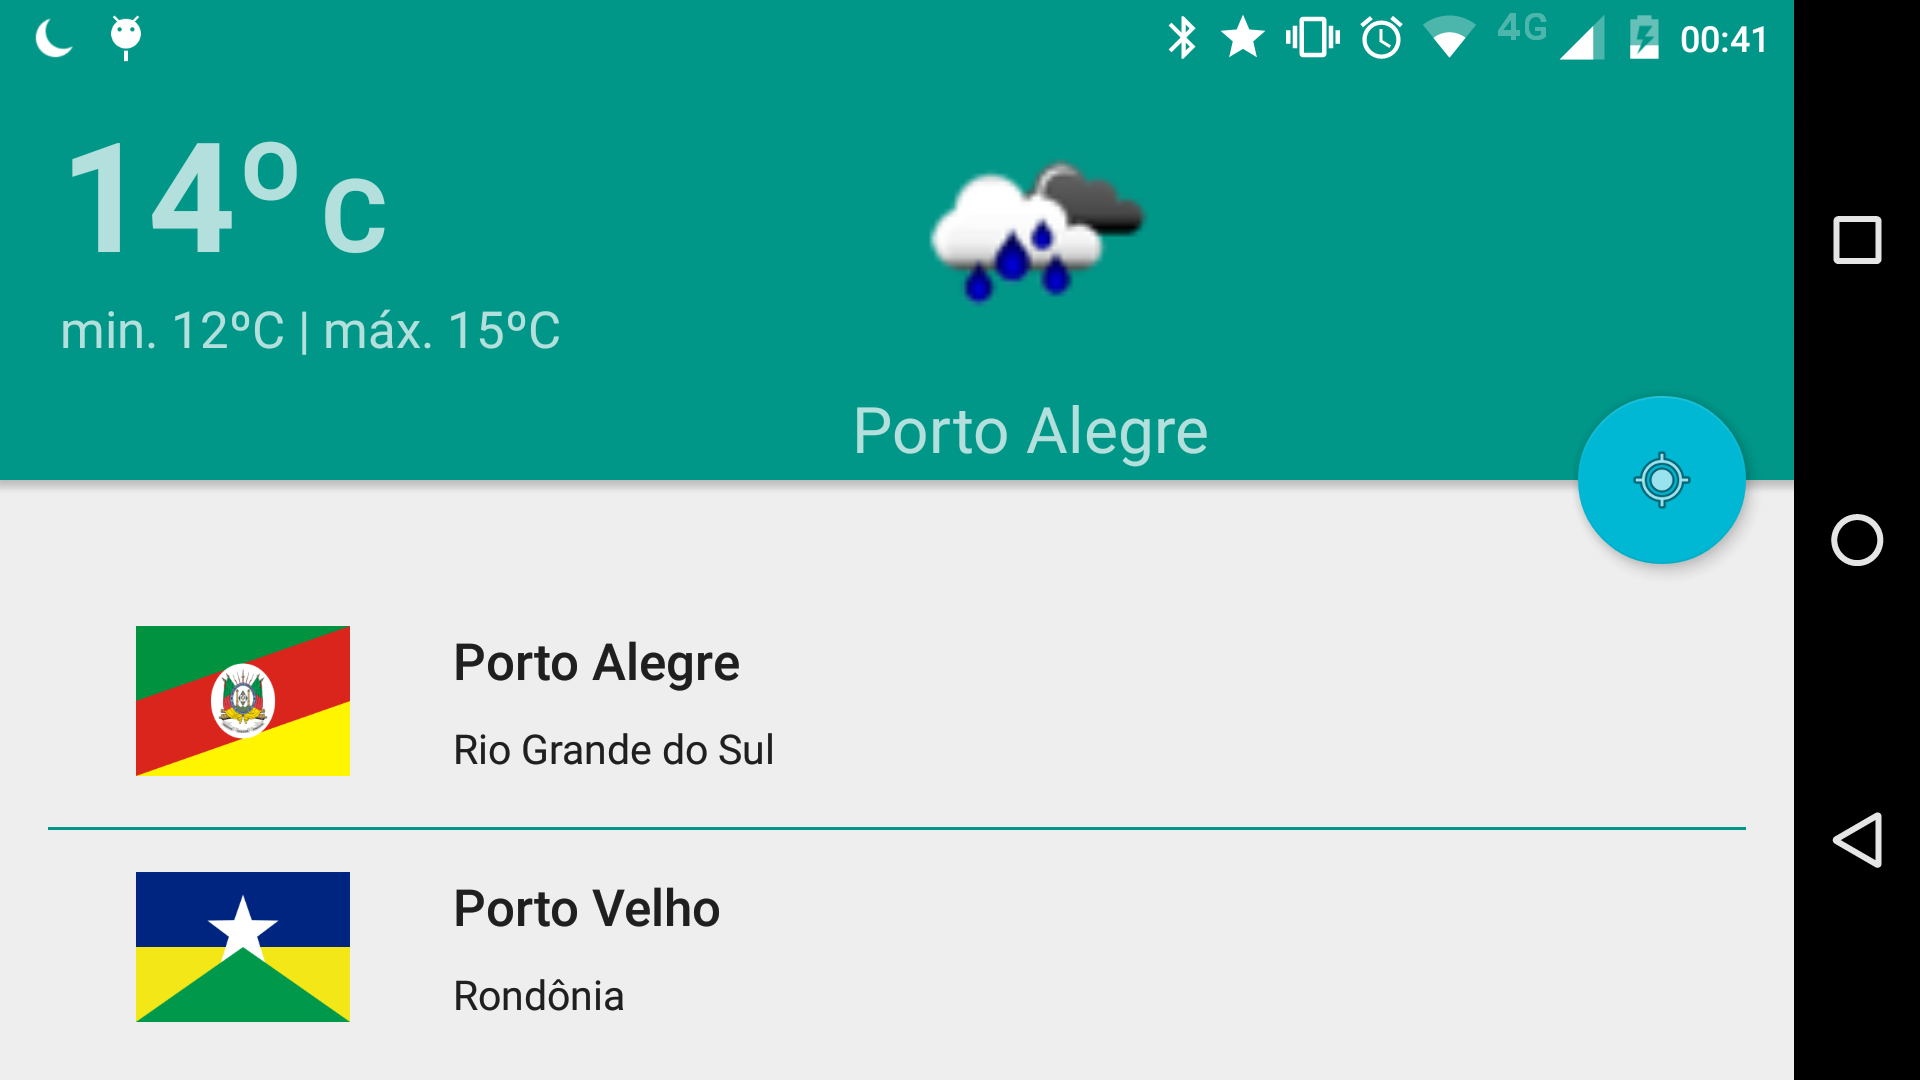 4G 00:41
14º C
min. 12ºC | máx. 15ºC
Porto Alegre
Porto Alegre
Rio Grande do Sul
Porto Velho
Rondônia